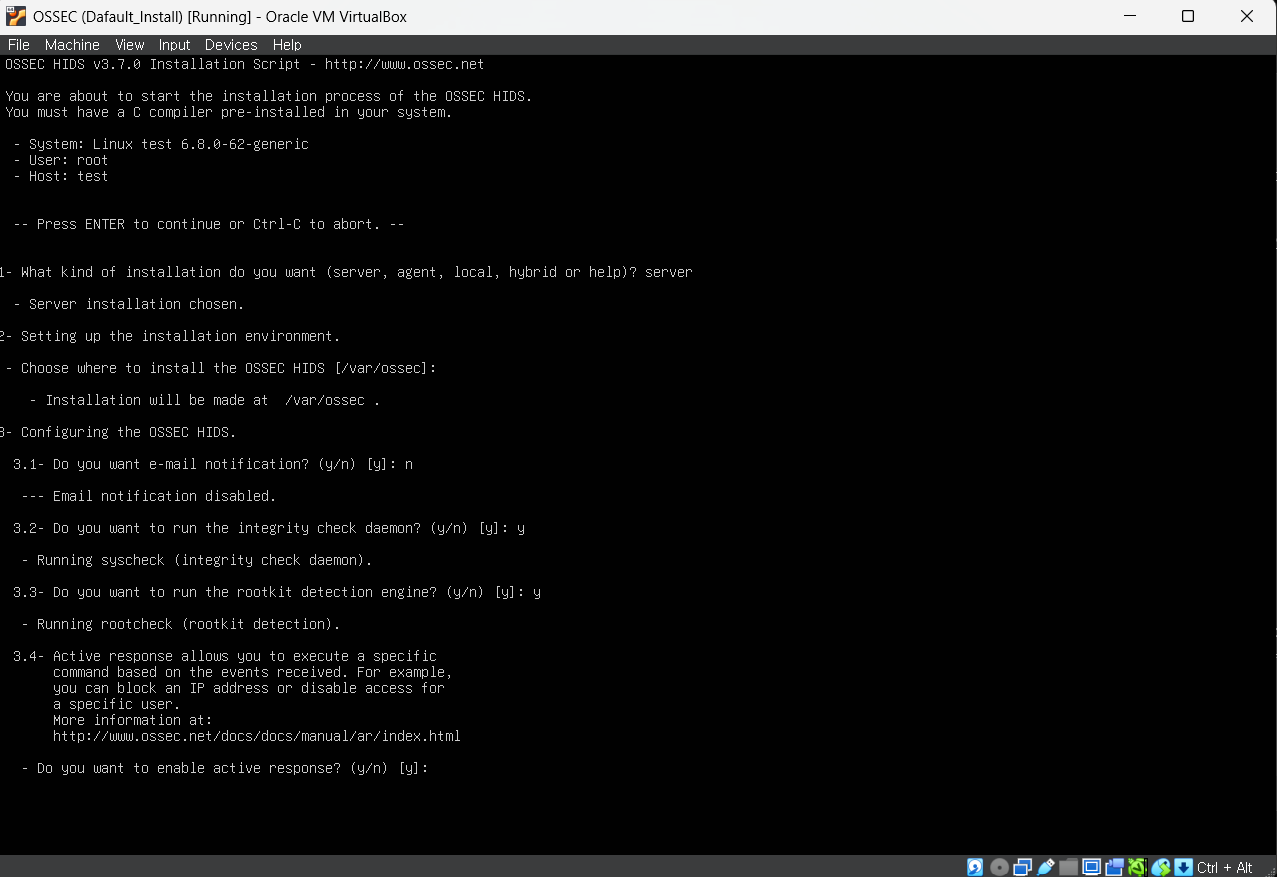 OSSEC (Dafault_Install) [Running] - Oracle VM VirtualBox
File Machine View Input Devices Help
OSSEC HIDS v3.7.0 Installation Script - http://www.ossec.net
You are about to start the installation process of the OSSEC HIDS.
You must have a C compiler pre-installed in your system.
- System: Linux test 6.8.0-62-generic
- User: root
- Host: test
-- Press ENTER to continue or Ctrl-C to abort. --
1- What kind of installation do you want (server, agent, local, hybrid or help)? server
- Server installation chosen.
2- Setting up the installation environment.
- Choose where to install the OSSEC HIDS [/var/ossec]:
- Installation will be made at  /var/ossec .
3- Configuring the OSSEC HIDS.
3.1- Do you want e-mail notification? (y/n) [y]: n
--- Email notification disabled.
3.2- Do you want to run the integrity check daemon? (y/n) [y]: y
- Running syscheck (integrity check daemon).
3.3- Do you want to run the rootkit detection engine? (y/n) [y]: y
- Running rootcheck (rootkit detection).
3.4- Active response allows you to execute a specific
command based on the events received. For example,
you can block an IP address or disable access for
a specific user.
More information at:
http://www.ossec.net/docs/docs/manual/ar/index.html
- Do you want to enable active response? (y/n) [y]:
Ctrl + Alt